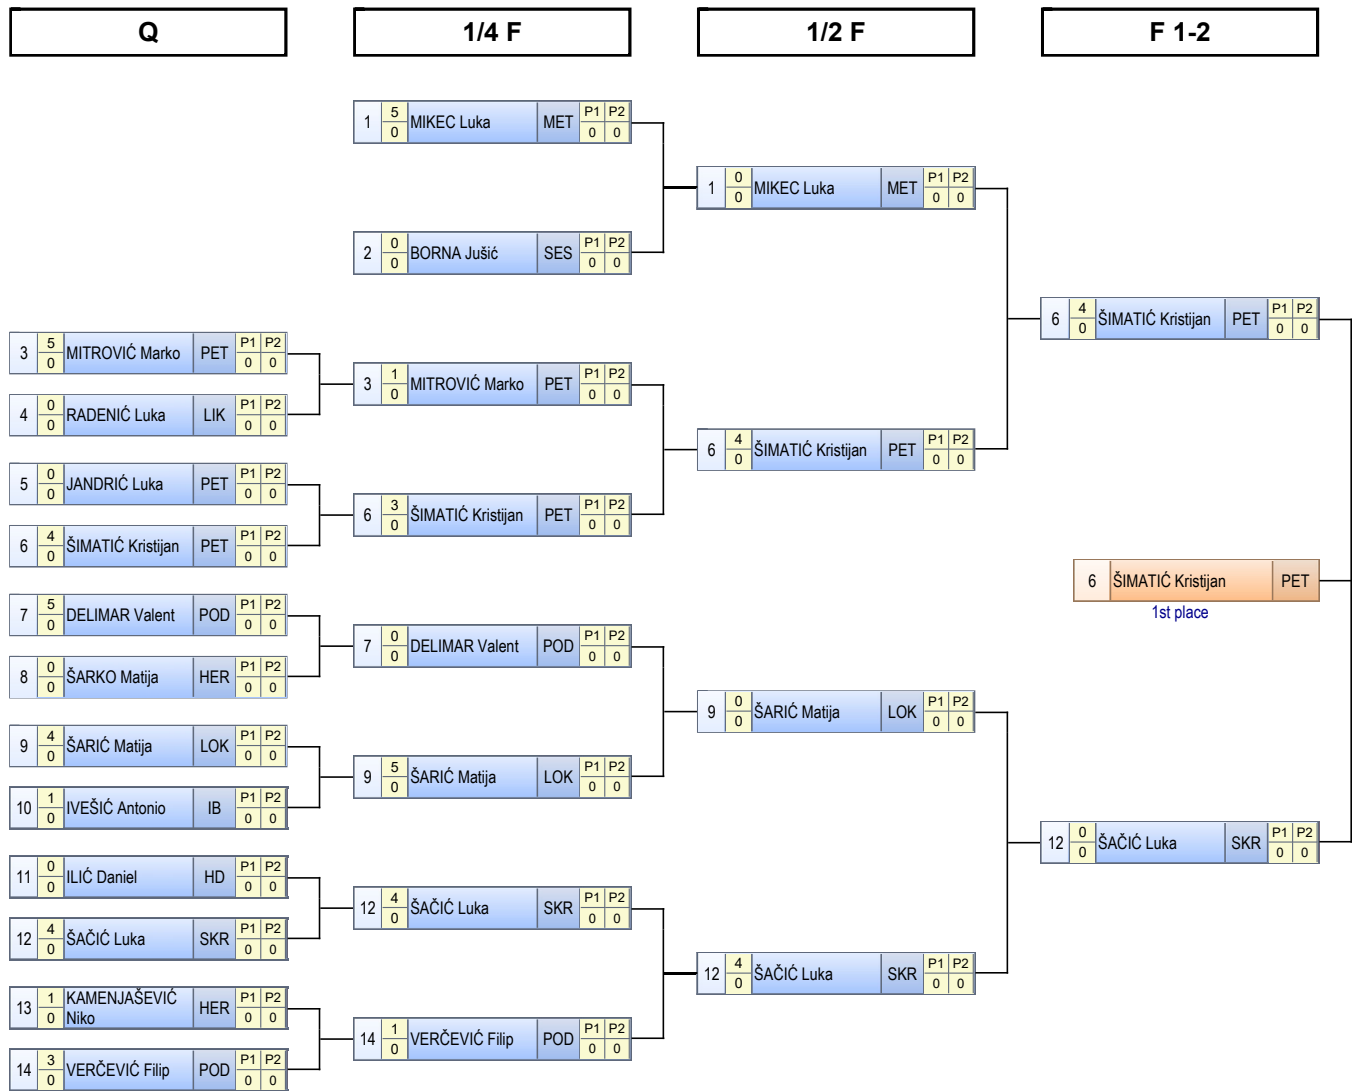 Q
1/4 F
1/2 F
F 1-2
1 5 0 MIKEC Luka MET P1 P2 0 0
2 0 0 BORNA Jušić SES P1 P2 0 0
3 5 0 MITROVIĆ Marko PET P1 P2 0 0
4 0 0 RADENIĆ Luka LIK P1 P2 0 0
5 0 0 JANDRIĆ Luka PET P1 P2 0 0
6 4 0 ŠIMATIĆ Kristijan PET P1 P2 0 0
7 5 0 DELIMAR Valent POD P1 P2 0 0
8 0 0 ŠARKO Matija HER P1 P2 0 0
9 4 0 ŠARIĆ Matija LOK P1 P2 0 0
10 1 0 IVEŠIĆ Antonio IB P1 P2 0 0
11 0 0 ILIĆ Daniel HD P1 P2 0 0
12 4 0 ŠAČIĆ Luka SKR P1 P2 0 0
13 1 0 KAMENJAŠEVIĆ
Niko HER P1 P2 0 0
14 3 0 VERČEVIĆ Filip POD P1 P2 0 0
3 1 0 MITROVIĆ Marko PET P1 P2 0 0
6 3 0 ŠIMATIĆ Kristijan PET P1 P2 0 0
7 0 0 DELIMAR Valent POD P1 P2 0 0
9 5 0 ŠARIĆ Matija LOK P1 P2 0 0
12 4 0 ŠAČIĆ Luka SKR P1 P2 0 0
14 1 0 VERČEVIĆ Filip POD P1 P2 0 0
1 0 0 MIKEC Luka MET P1 P2 0 0
6 4 0 ŠIMATIĆ Kristijan PET P1 P2 0 0
9 0 0 ŠARIĆ Matija LOK P1 P2 0 0
12 4 0 ŠAČIĆ Luka SKR P1 P2 0 0
6 4 0 ŠIMATIĆ Kristijan PET P1 P2 0 0
12 0 0 ŠAČIĆ Luka SKR P1 P2 0 0
6 ŠIMATIĆ Kristijan PET
1st place